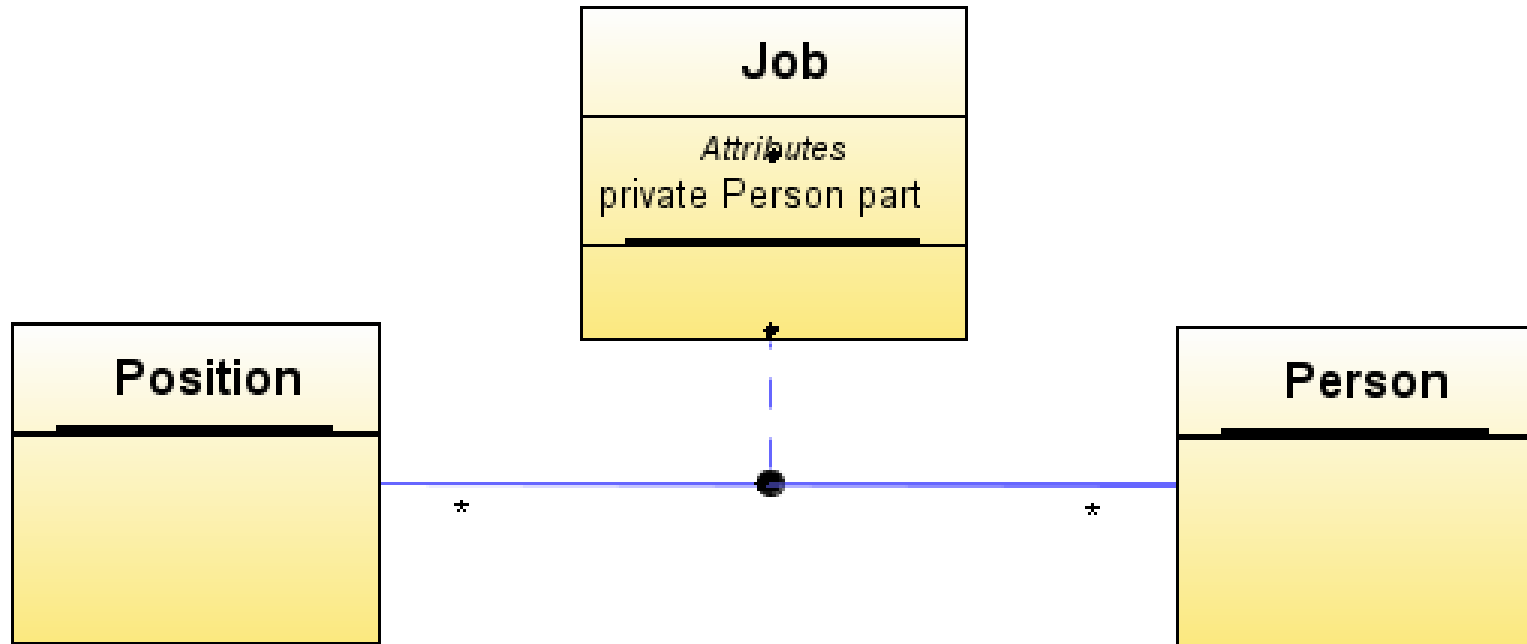 Job
Attributes
private Person part
Position
Person
*
*